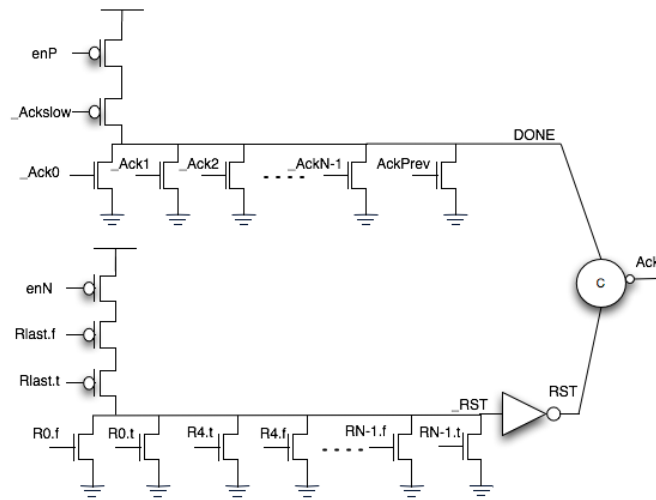 enP
_Ackslow
DONE
_Ack0
_Ack1
_Ack2
_AckN-1
AckPrev
Ack
C
enN
Rlast.f
Rlast.t
_RST
RST
R0.f
R0.t
R4.t
R4.f
RN-1.f
RN-1.t